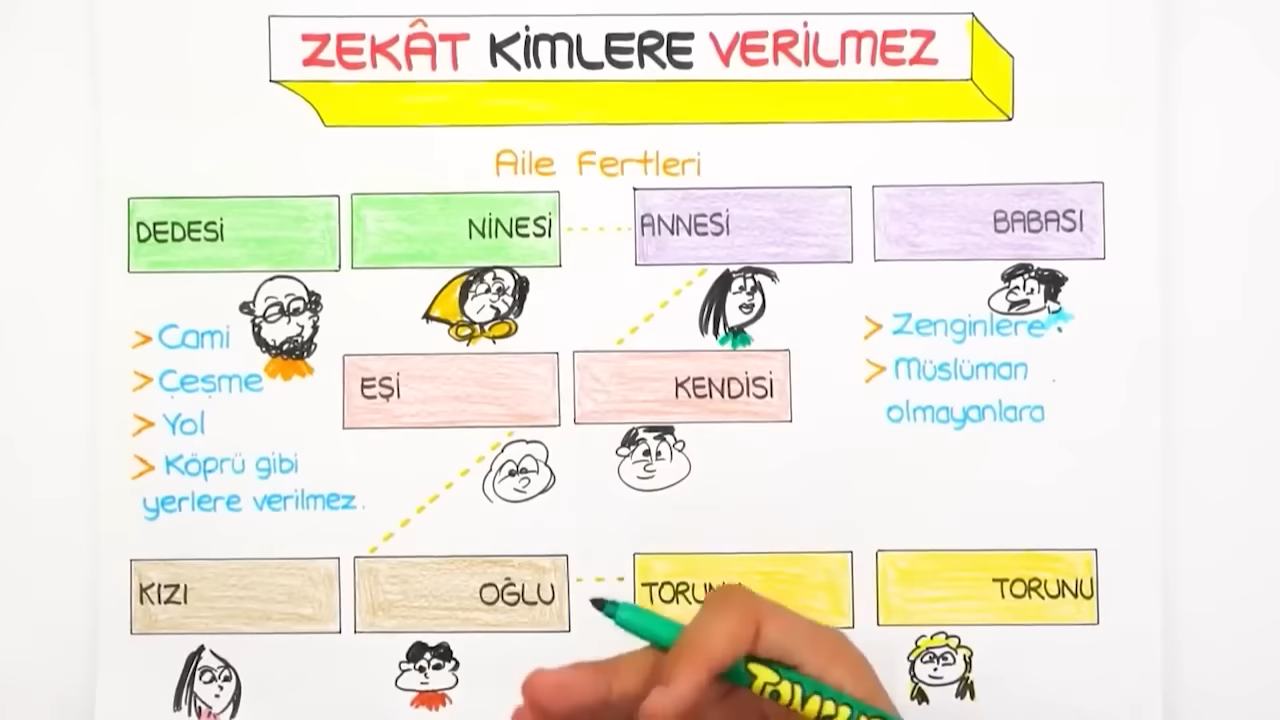 ZEKÂT KİMLERE VERİLMEZ
Aile Fertleri
DEDESİ
NİNESİ
ANNESİ
BABASI
> Cami
> Çeşme
> Yol
> Köprü gibi
yerlere verilmez.
> Zenginlere
> Müslüman
olmayanlara
EŞİ
KENDİSİ
KIZI
OĞLU
TORUNU